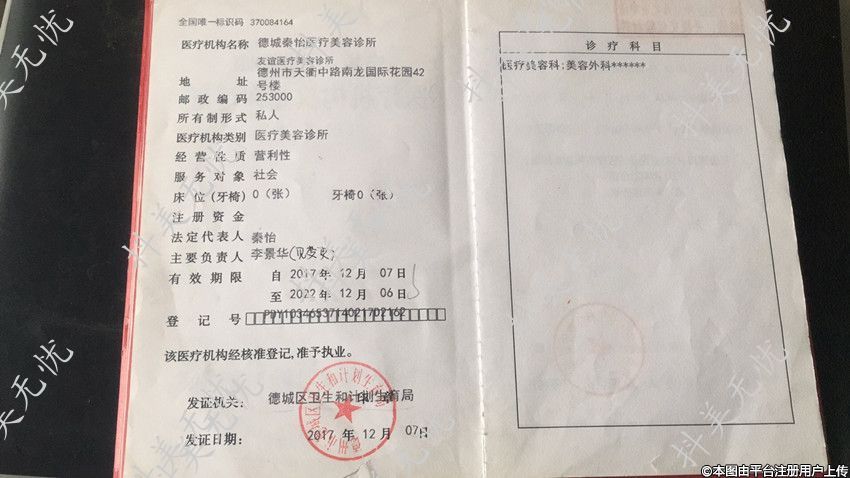 全国唯一标识码 370084164
医疗机构名称 德城秦怡医疗美容诊所
友谊医疗美容诊所
地 址 德州市天衢中路南龙国际花园42
号楼
邮政编码 253000
所有制形式 私人
医疗机构类别 医疗美容诊所
经营性质 营利性
服务对象 社会
床位(牙椅) 0（张） 牙椅0（张）
注册资金
法定代表人 秦怡
主要负责人 李景华(见变更)
有效期限 自 2017 年 12 月 07 日
至 2022 年 12 月 06 日
登记号 PDY10346537140217D2162
该医疗机构经核准登记,准予执业。
发证机关: 德城区卫生和计划生育局
发证日期: 2017 年 12 月 07 日
诊疗科目
医疗美容科;美容外科******
抖美无忧
©本图由平台注册用户上传